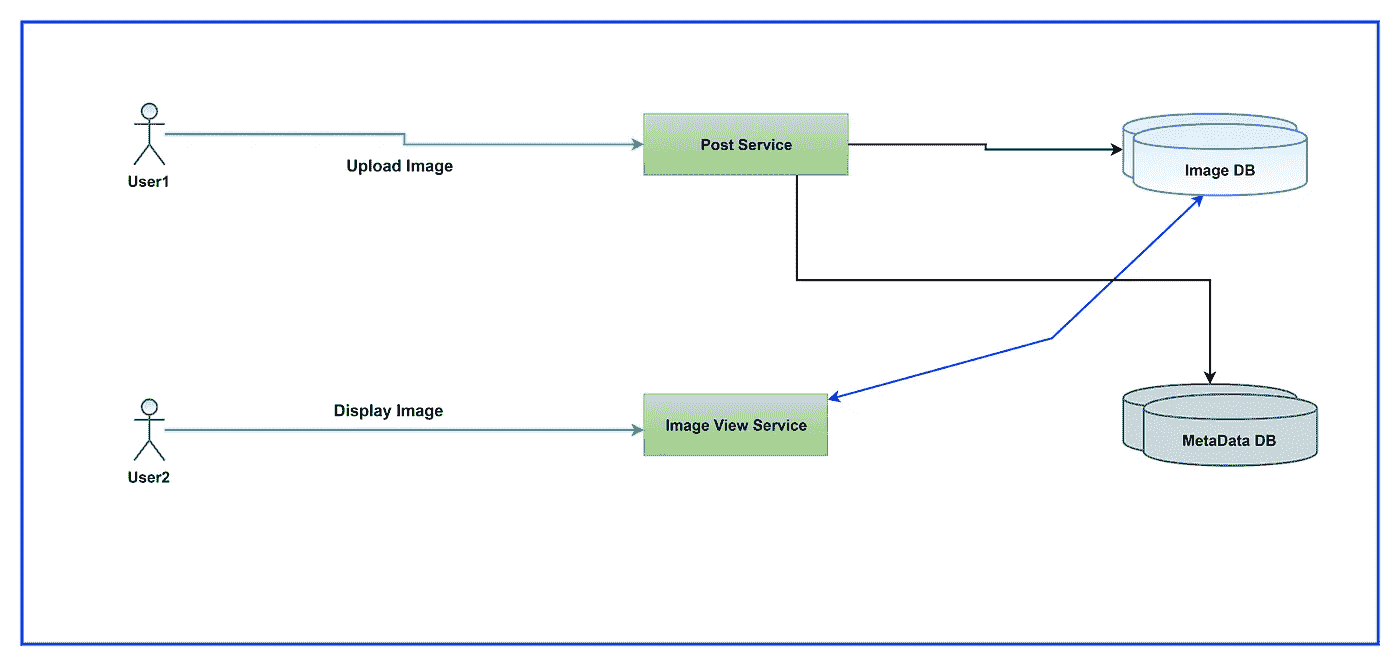 Post Service
Image DB
Upload Image
User1
Display Image
Image View Service
MetaData DB
User2